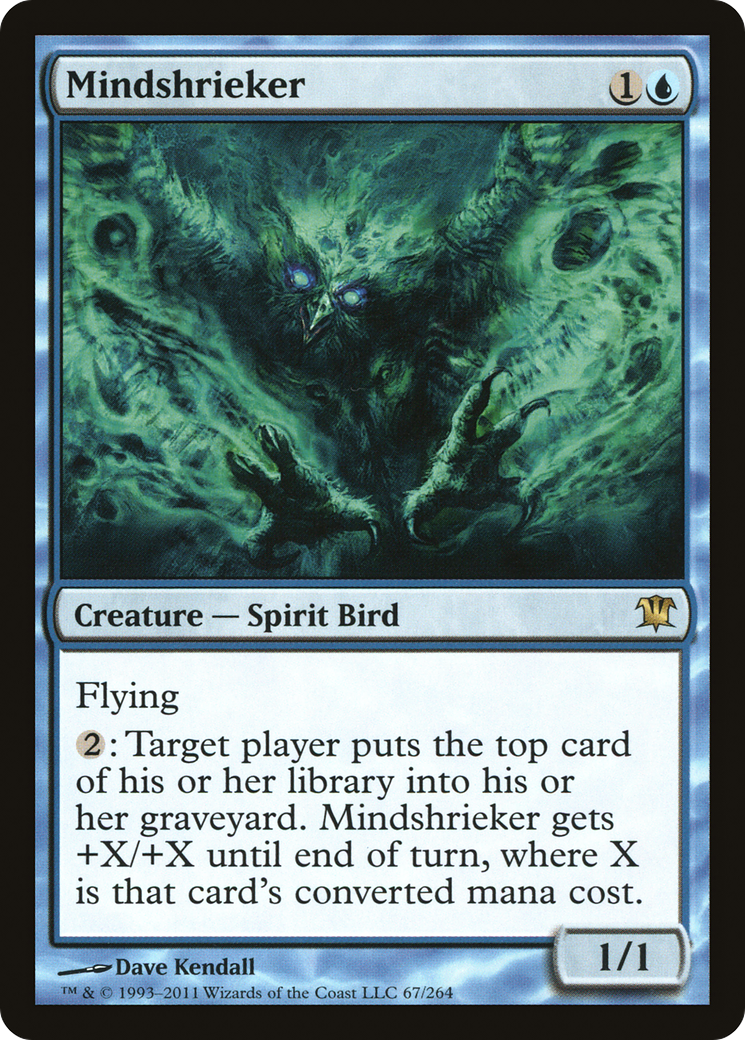 Mindshrieker
1
Creature — Spirit Bird
Flying
2: Target player puts the top card
of his or her library into his or
her graveyard. Mindshrieker gets
+X/+X until end of turn, where X
is that card's converted mana cost.
1/1
Dave Kendall
™ & © 1993–2011 Wizards of the Coast LLC 67/264